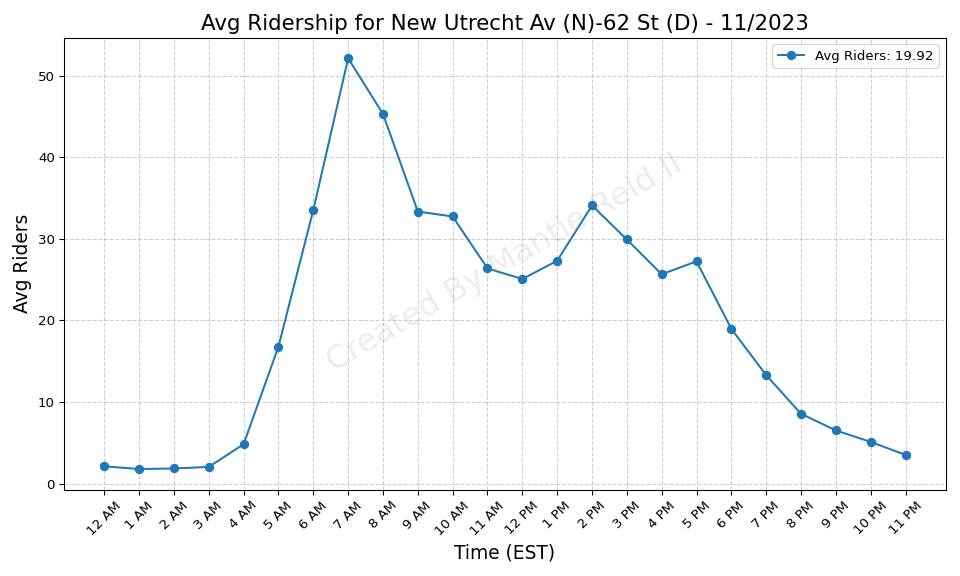 Avg Ridership for New Utrecht Av (N)-62 St (D) - 11/2023
Avg Riders: 19.92
Avg Riders
50
40
30
20
10
0
Created By Mantie Reid II
12 AM
1 AM
2 AM
3 AM
4 AM
5 AM
6 AM
7 AM
8 AM
9 AM
10 AM
11 AM
12 PM
1 PM
2 PM
3 PM
4 PM
5 PM
6 PM
7 PM
8 PM
9 PM
10 PM
11 PM
Time (EST)